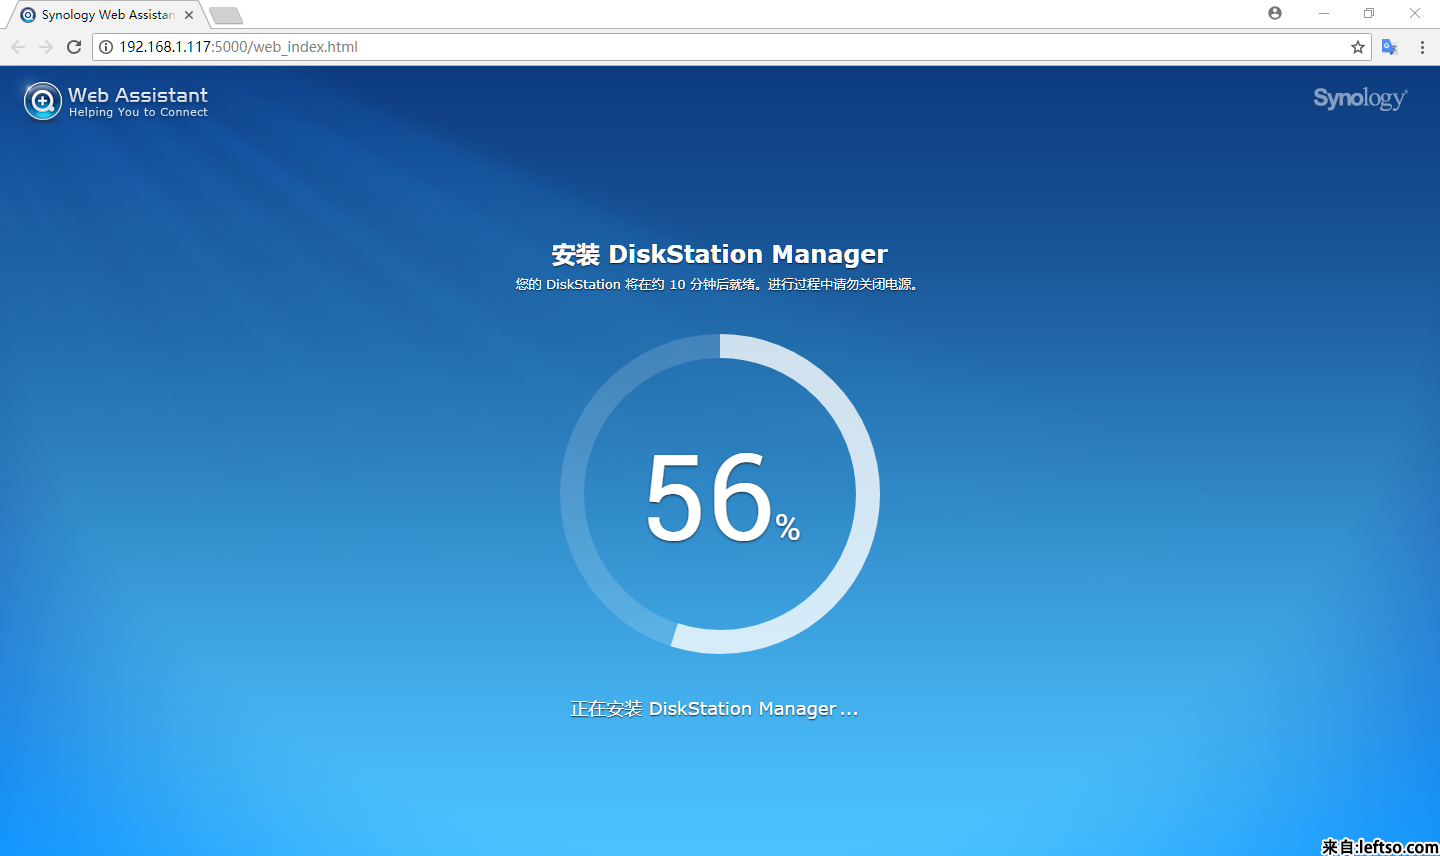 Synology Web Assistan
192.168.1.117:5000/web_index.html
Web Assistant
Helping You to Connect
Synology
安装 DiskStation Manager
您的 DiskStation 将在约 10 分钟后就绪。进行过程中请勿关闭电源。
56%
正在安装 DiskStation Manager...
来自:leftso.com